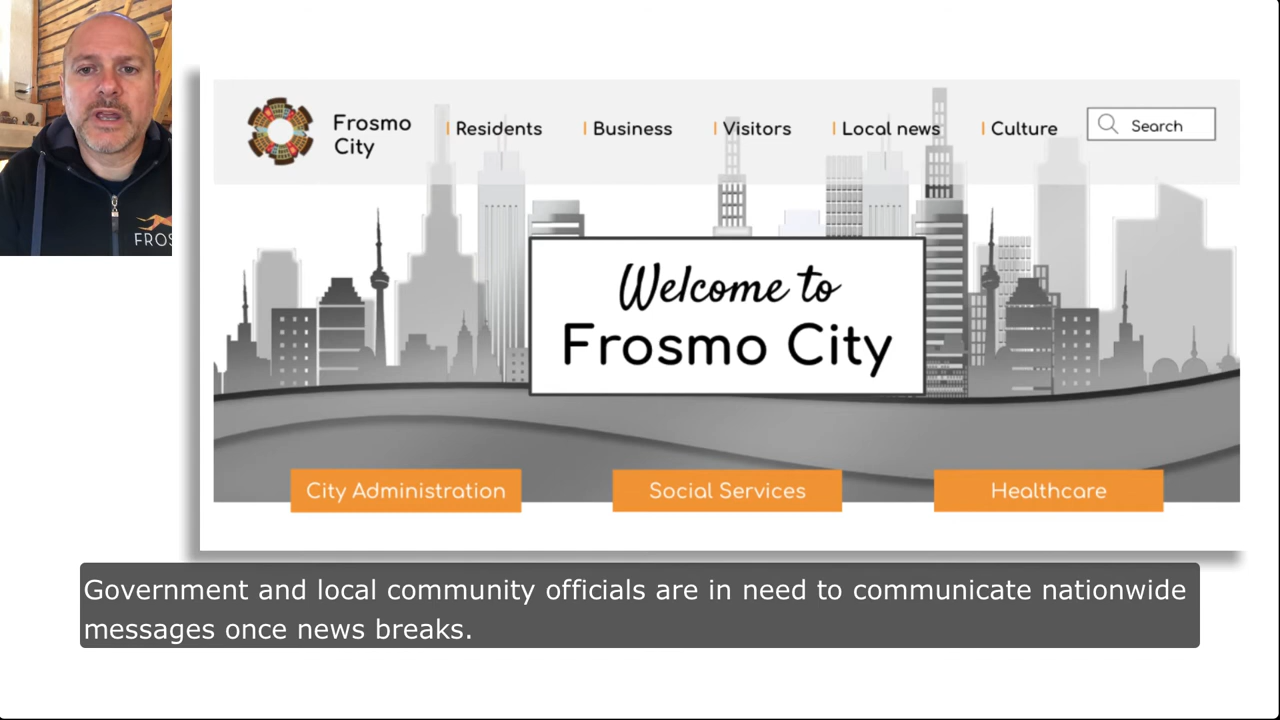 Frosmo
City
Residents
Business
Visitors
Local news
Culture
Search
Welcome to
Frosmo City
City Administration
Social Services
Healthcare
FROS
Government and local community officials are in need to communicate nationwide
messages once news breaks.